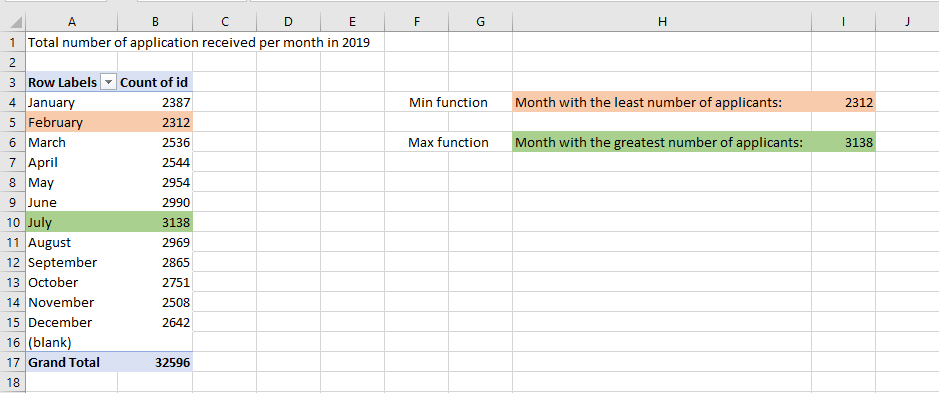 A B C D E F G H I J
1 Total number of application received per month in 2019
2
3 Row Labels Count of id
4 January 2387 Min function Month with the least number of applicants: 2312
5 February 2312
6 March 2536 Max function Month with the greatest number of applicants: 3138
7 April 2544
8 May 2954
9 June 2990
10 July 3138
11 August 2969
12 September 2865
13 October 2751
14 November 2508
15 December 2642
16 (blank)
17 Grand Total 32596
18